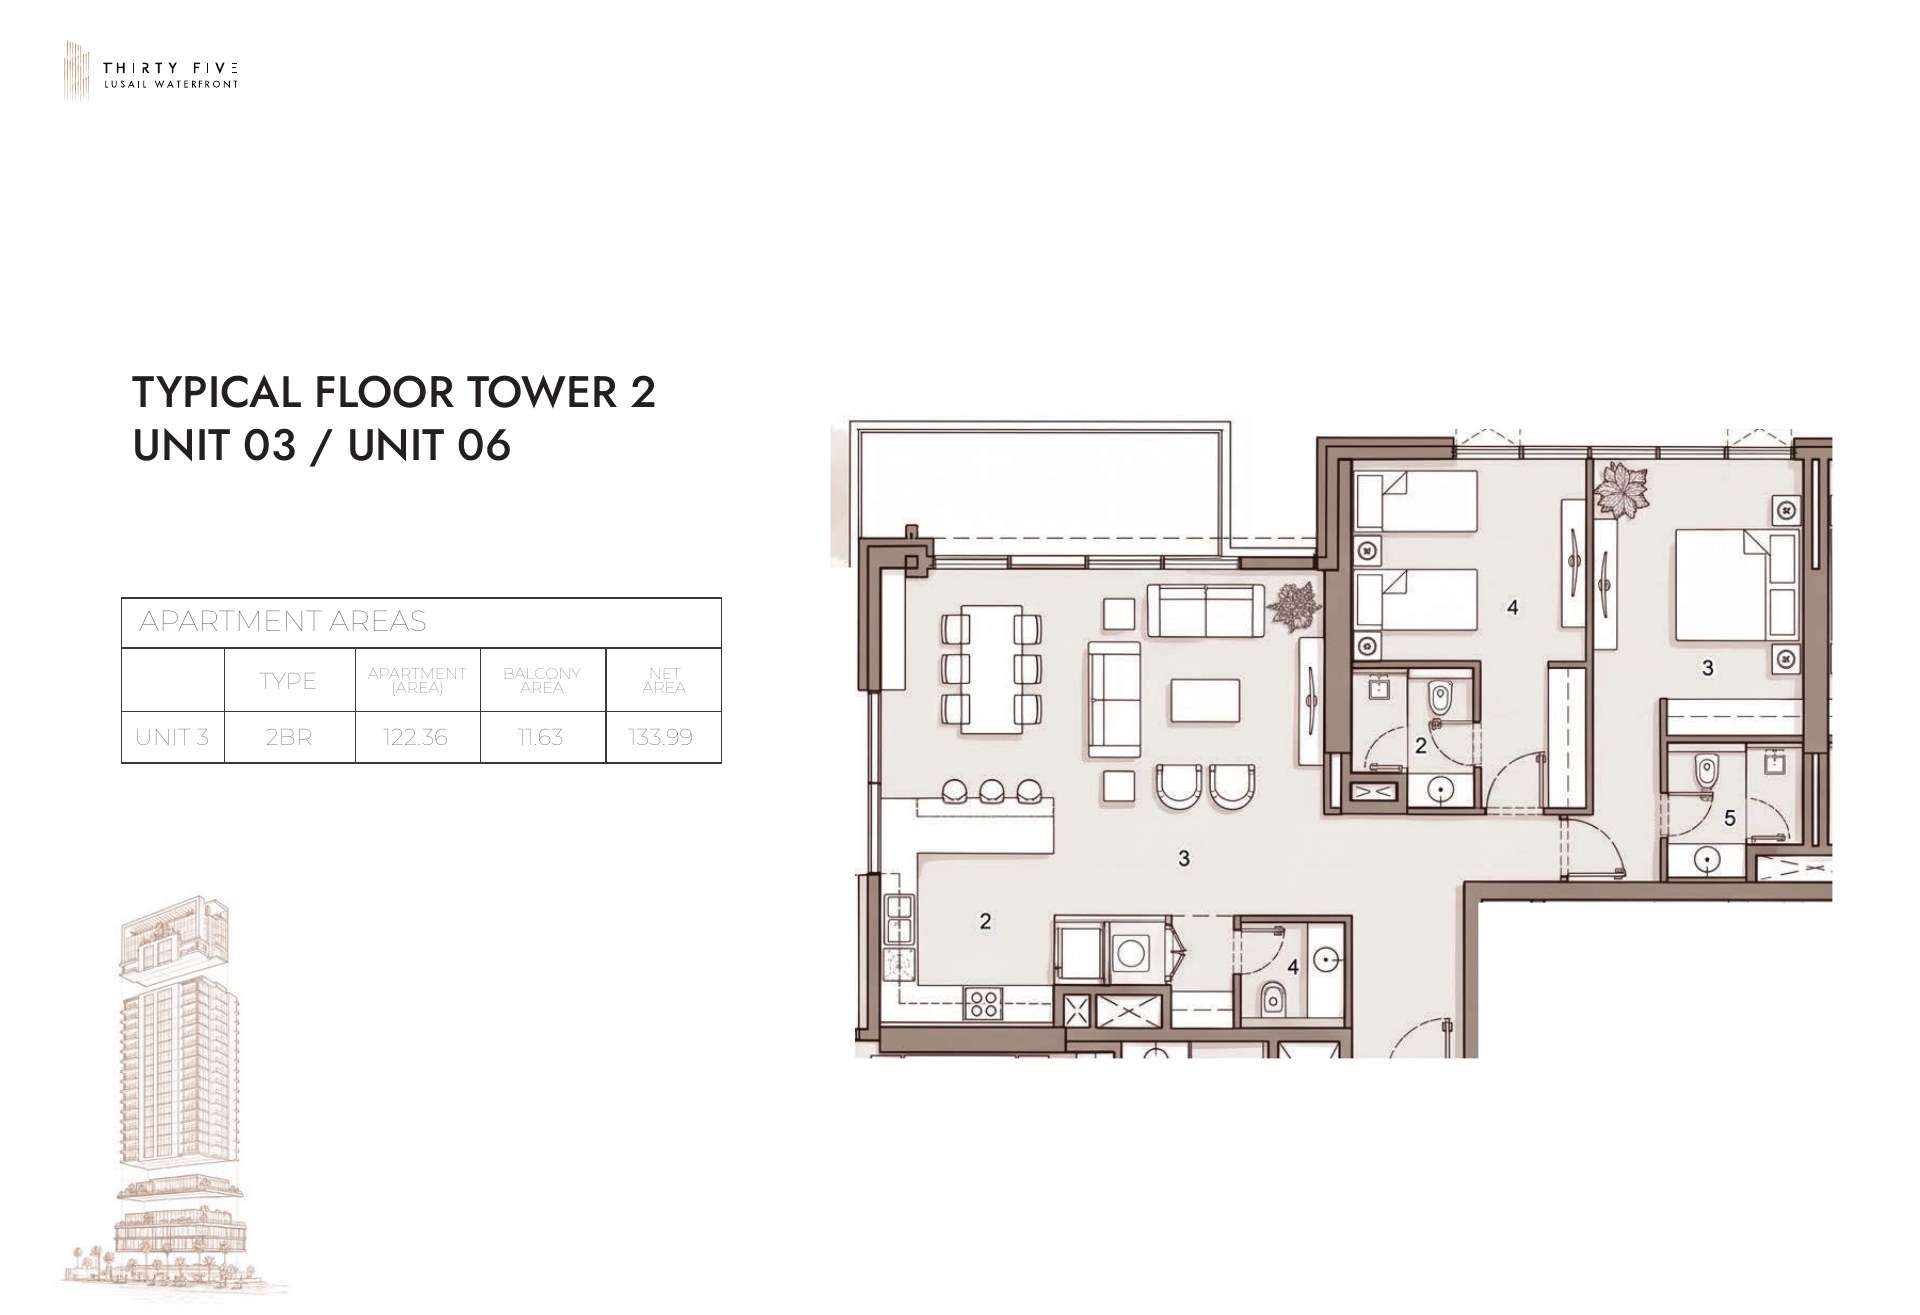 THIRTY FIVE
LUSAIL WATERFRONT
TYPICAL FLOOR TOWER 2
UNIT 03 / UNIT 06
APARTMENT AREAS
TYPE
APARTMENT
(AREA)
BALCONY
AREA
NET
AREA
UNIT 3
2BR
122.36
11.63
133.99
4
3
2
5
3
2
4